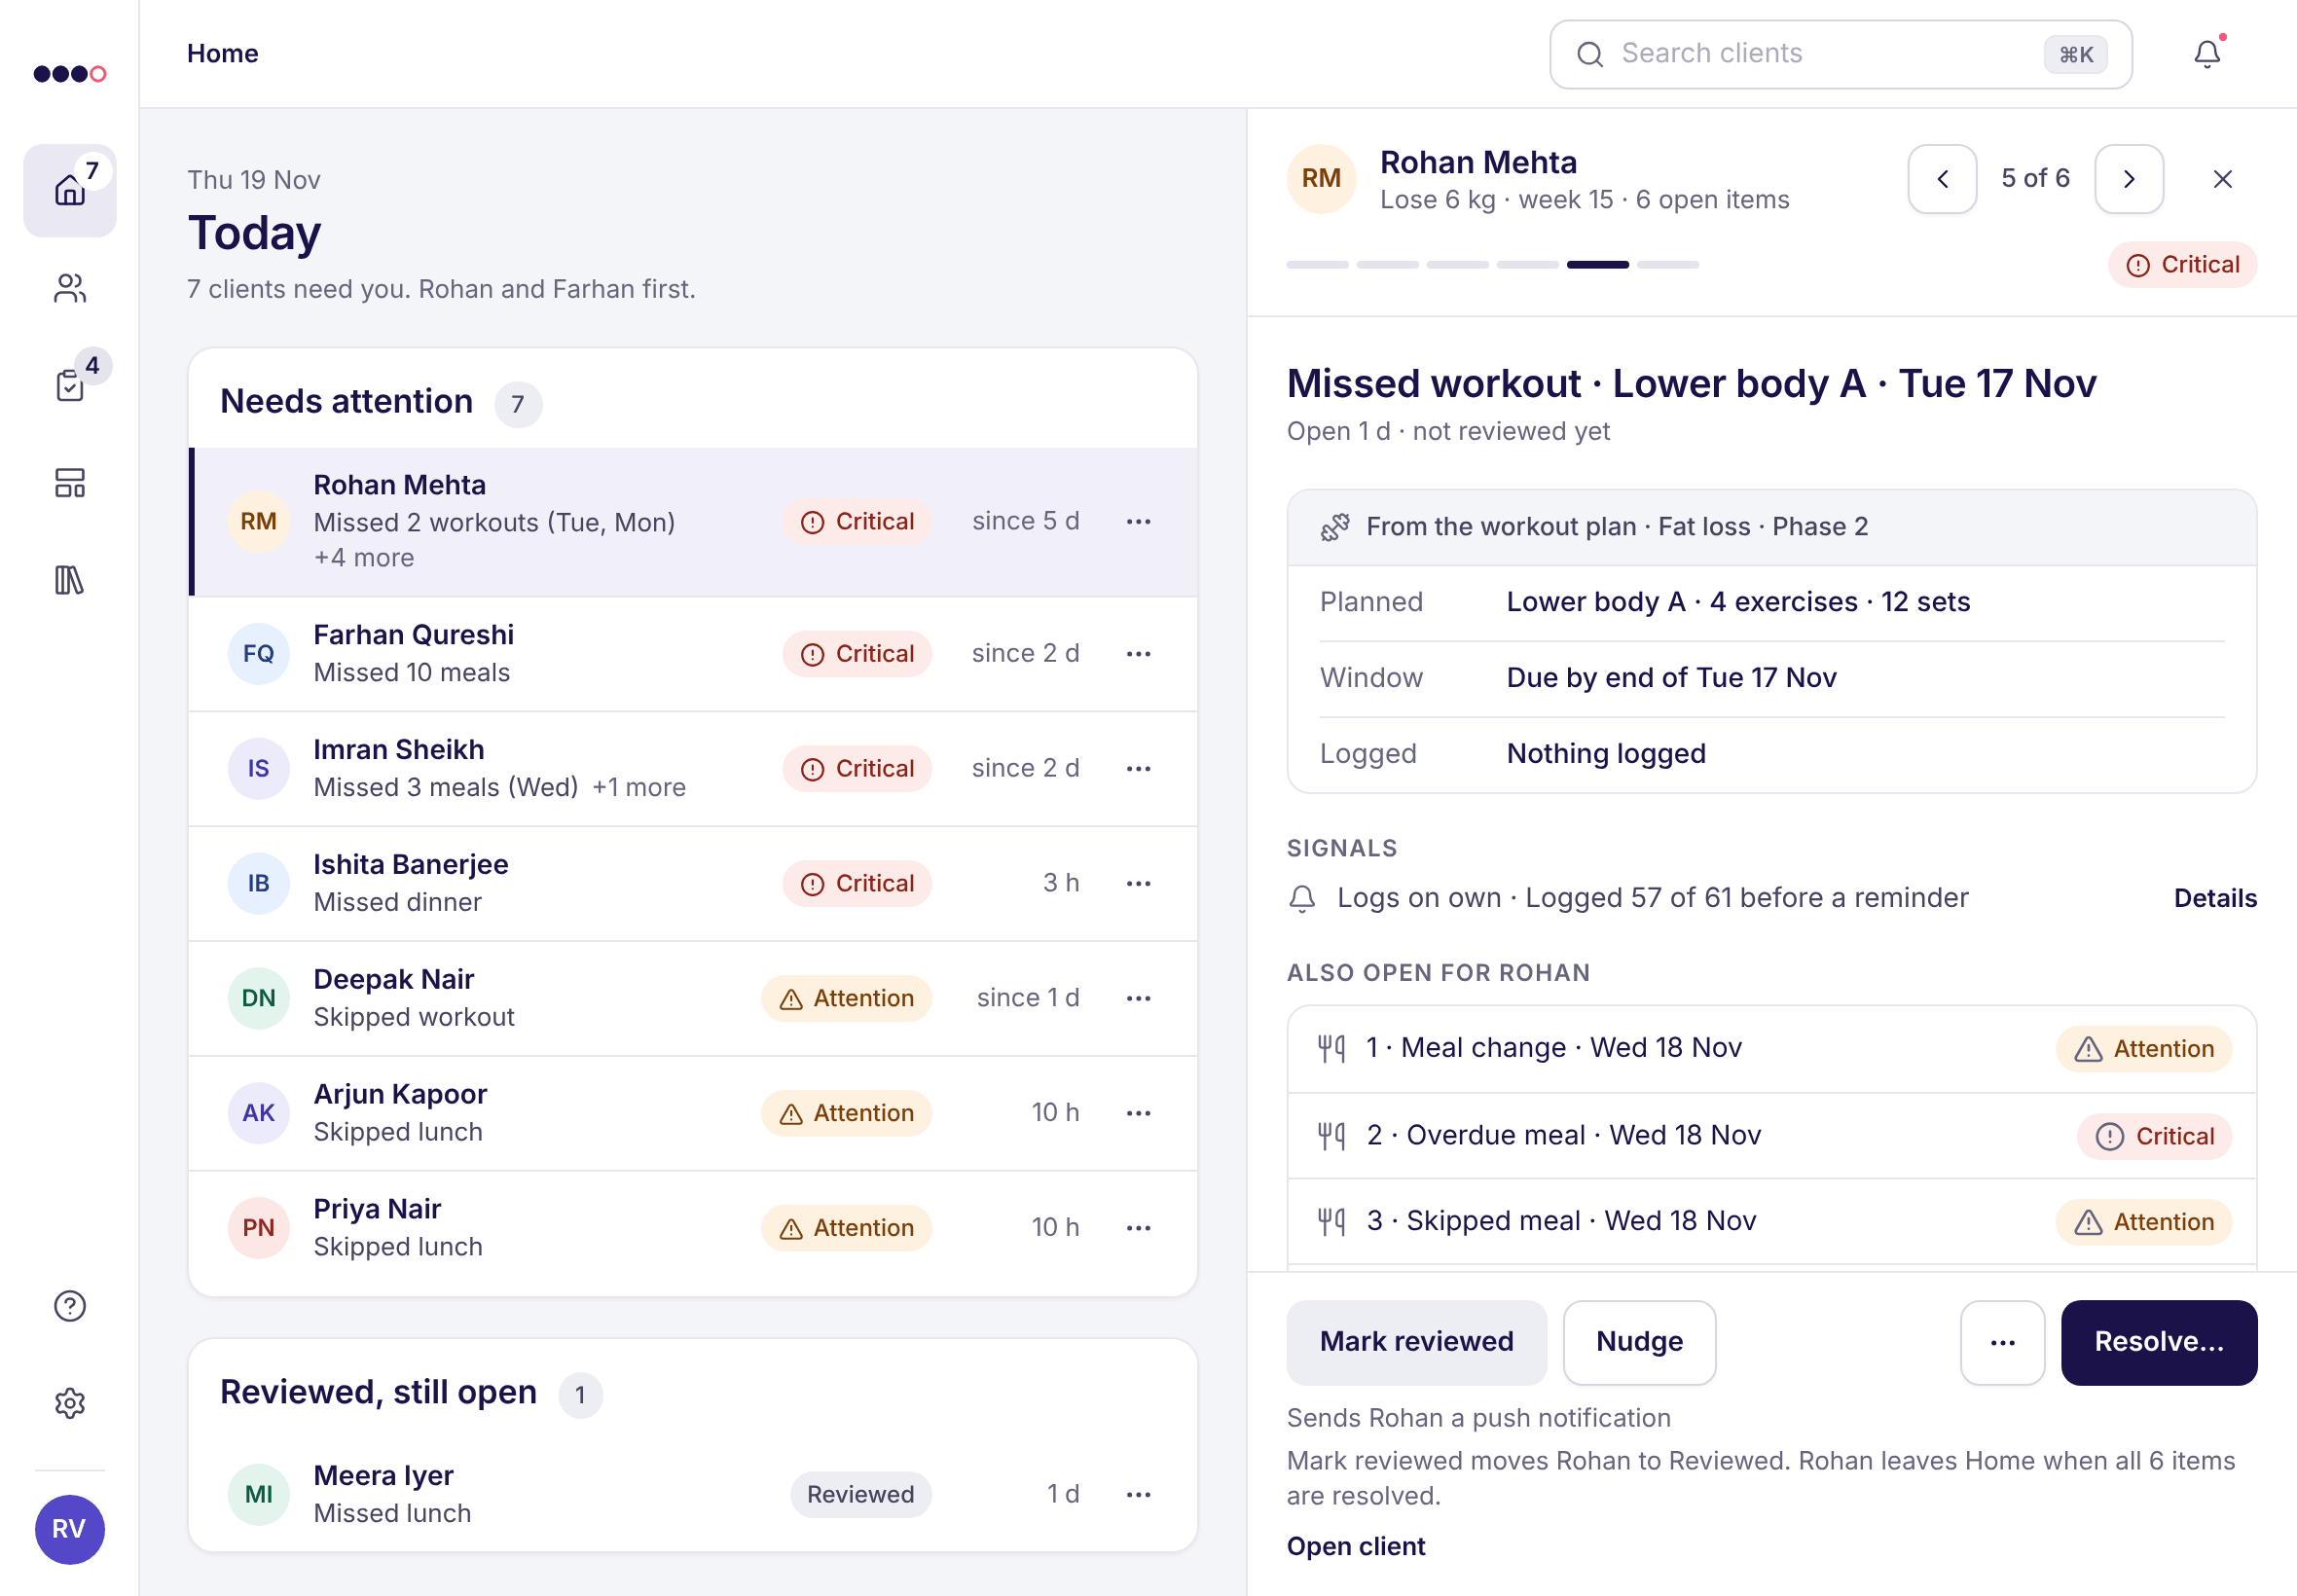 Home
Search clients
⌘K
7
4
RV
Thu 19 Nov
Today
7 clients need you. Rohan and Farhan first.
Needs attention 7
RM
Rohan Mehta
Missed 2 workouts (Tue, Mon)
+4 more
Critical
since 5 d
FQ
Farhan Qureshi
Missed 10 meals
Critical
since 2 d
IS
Imran Sheikh
Missed 3 meals (Wed) +1 more
Critical
since 2 d
IB
Ishita Banerjee
Missed dinner
Critical
3 h
DN
Deepak Nair
Skipped workout
Attention
since 1 d
AK
Arjun Kapoor
Skipped lunch
Attention
10 h
PN
Priya Nair
Skipped lunch
Attention
10 h
Reviewed, still open 1
MI
Meera Iyer
Missed lunch
Reviewed
1 d
RM
Rohan Mehta
Lose 6 kg · week 15 · 6 open items
5 of 6
Critical
Missed workout · Lower body A · Tue 17 Nov
Open 1 d · not reviewed yet
From the workout plan · Fat loss · Phase 2
Planned Lower body A · 4 exercises · 12 sets
Window Due by end of Tue 17 Nov
Logged Nothing logged
SIGNALS
Logs on own · Logged 57 of 61 before a reminder
Details
ALSO OPEN FOR ROHAN
1 · Meal change · Wed 18 Nov Attention
2 · Overdue meal · Wed 18 Nov Critical
3 · Skipped meal · Wed 18 Nov Attention
Mark reviewed
Nudge
Resolve...
Sends Rohan a push notification
Mark reviewed moves Rohan to Reviewed. Rohan leaves Home when all 6 items
are resolved.
Open client